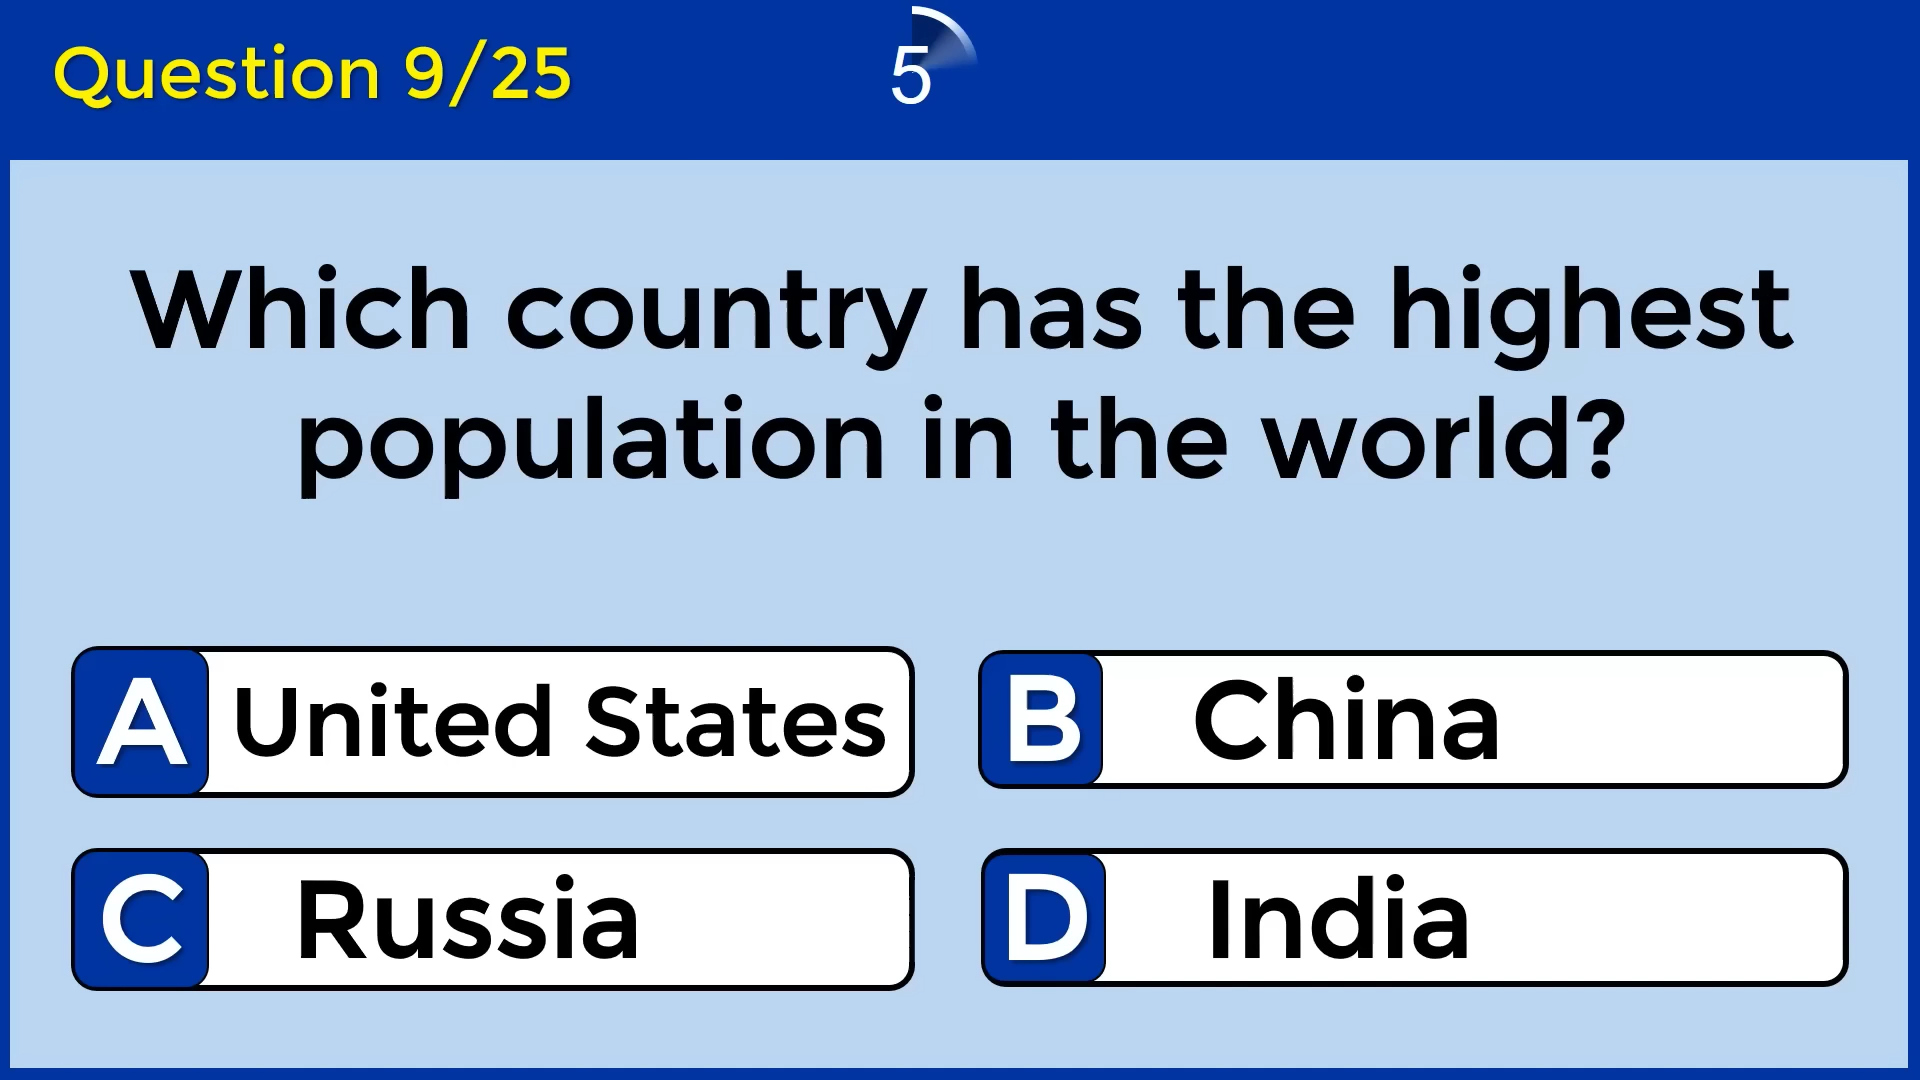 Question 9/25
5
Which country has the highest
population in the world?
A United States
B China
C Russia
D India